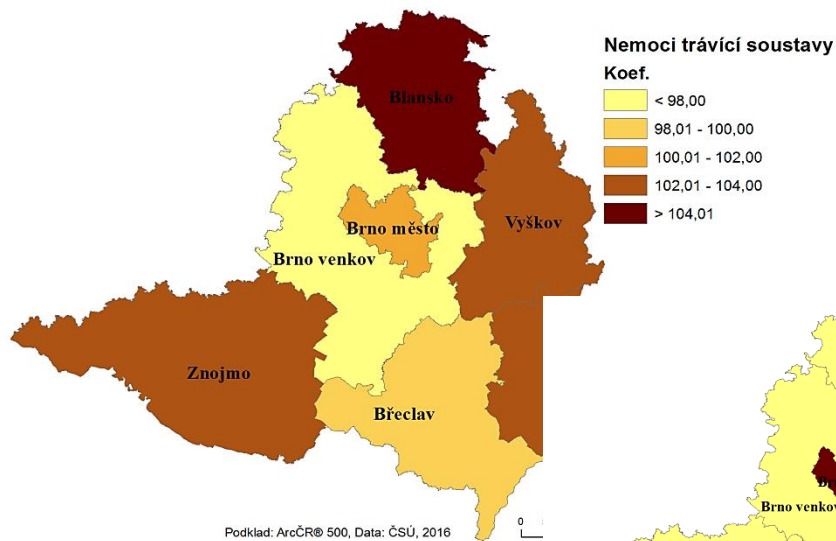 Nemoci trávící soustavy
Koef.
< 98,00
98,01 - 100,00
100,01 - 102,00
102,01 - 104,00
> 104,01
Blansko
Vyškov
Brno město
Brno venkov
Znojmo
Břeclav
Brno venkov
Podklad: ArcČR® 500, Data: ČSÚ, 2016
0